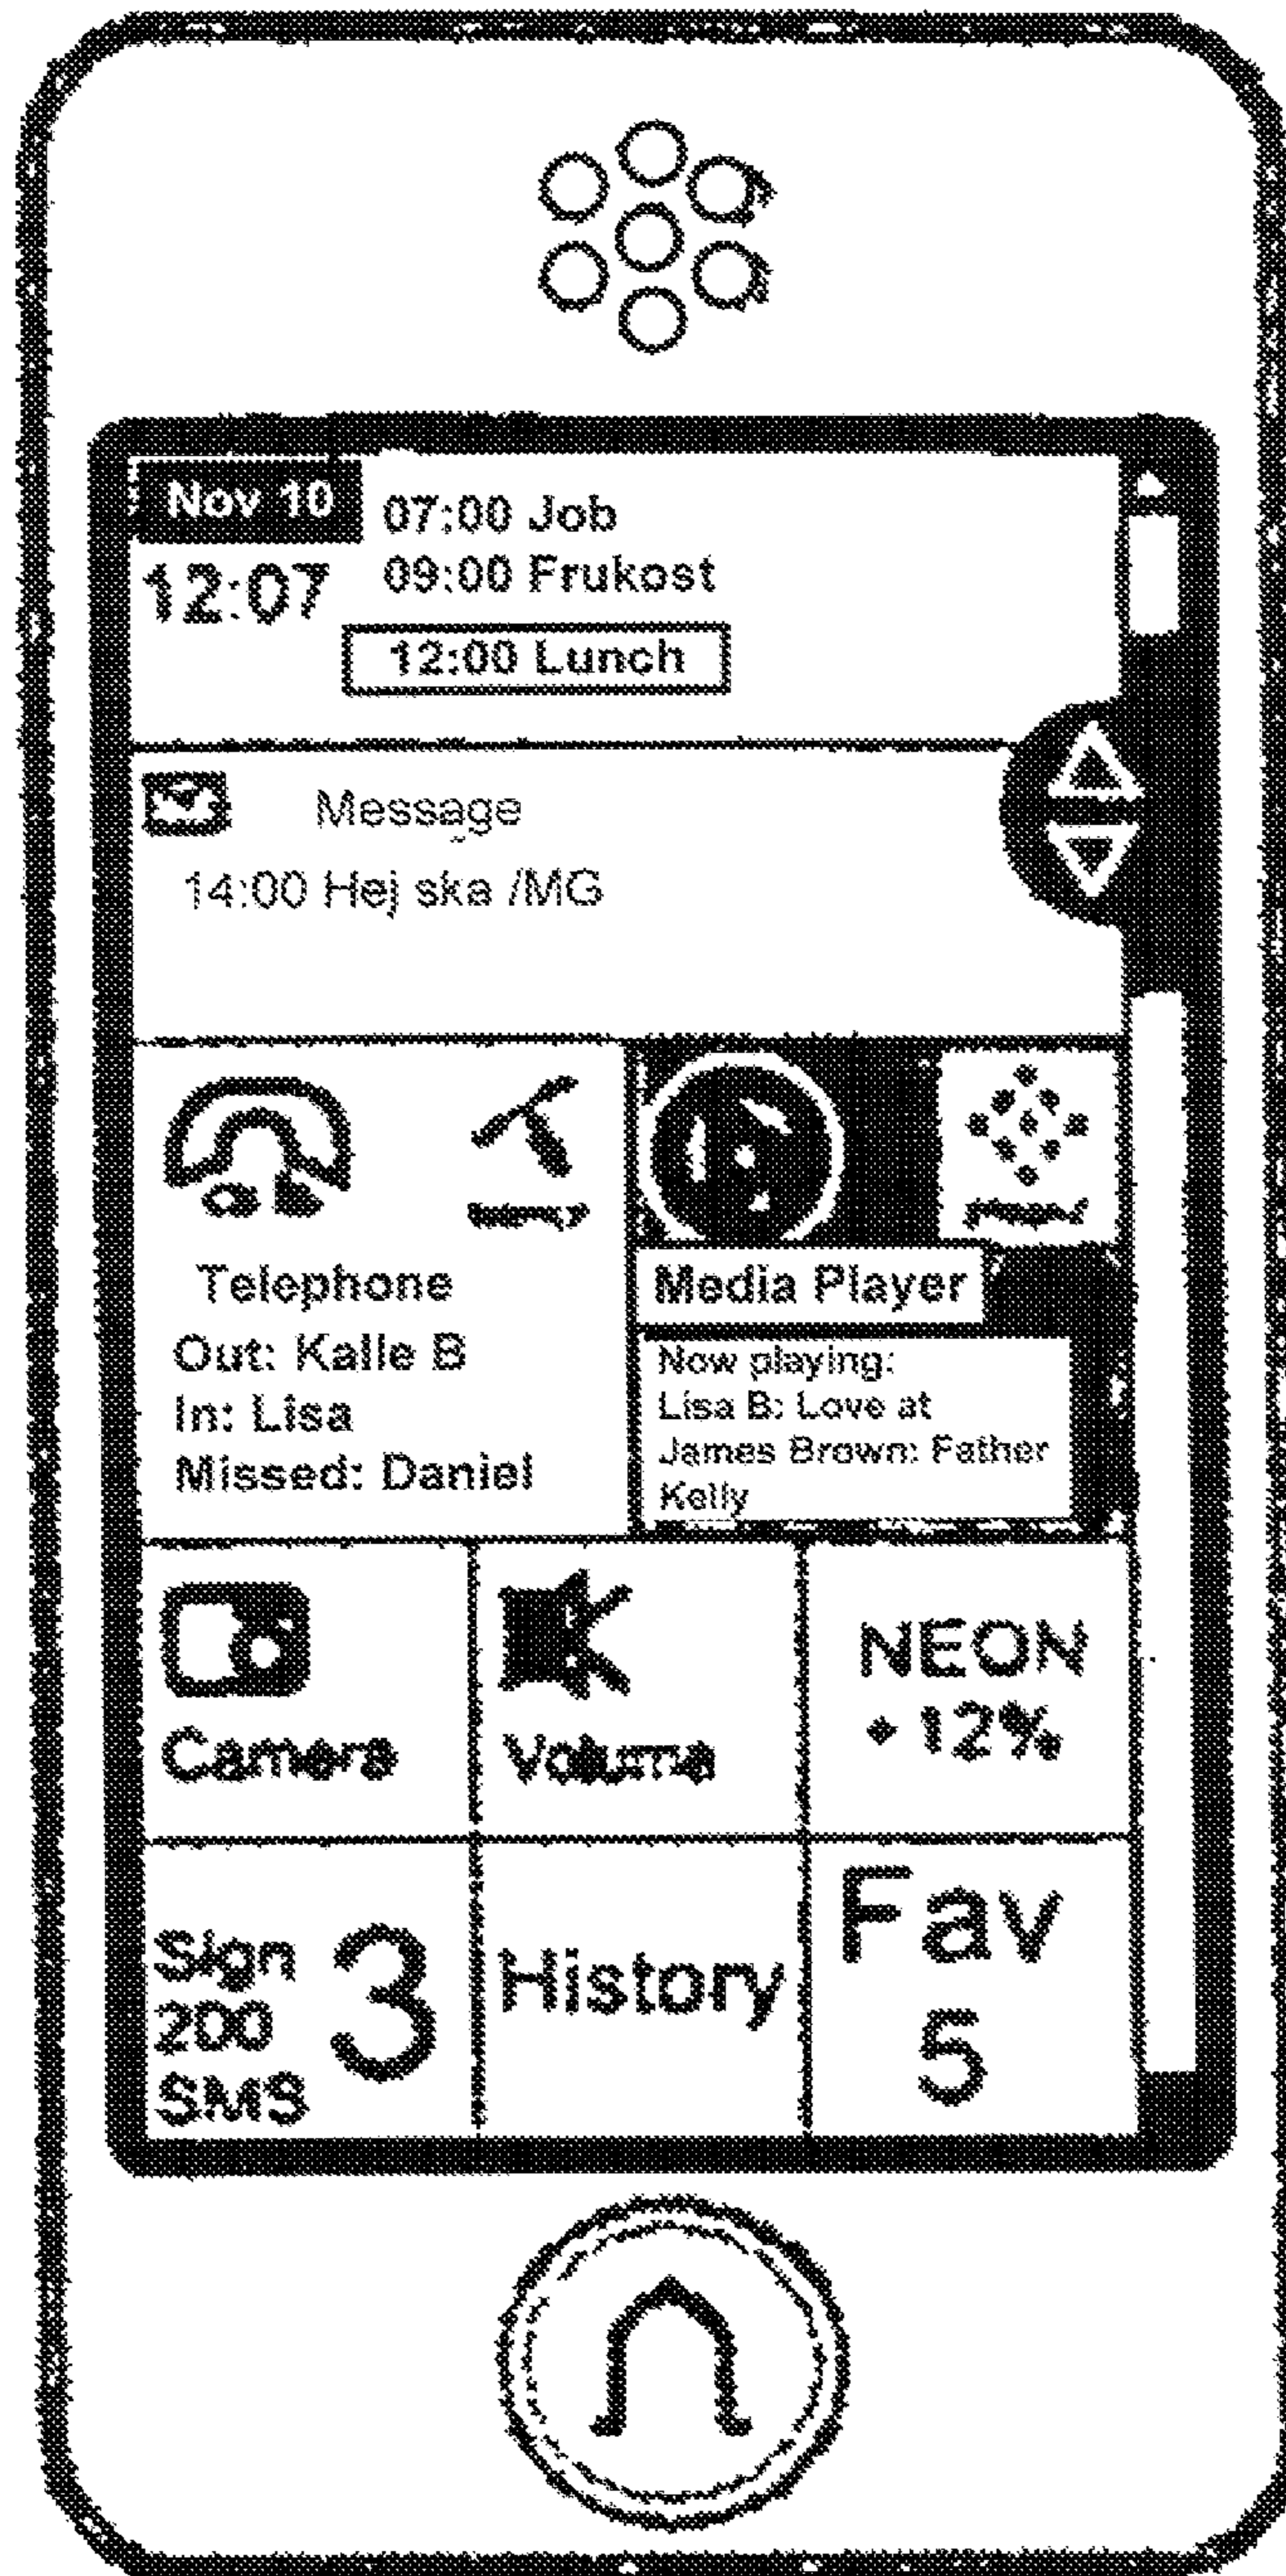 Nov 10
12:07
07:00 Job
09:00 Frukost
12:00 Lunch
Message
14:00 Hej ska /MG
Telephone
Out: Kalle B
In: Lisa
Missed: Daniel
Media Player
Now playing:
Lisa B: Love at
James Brown: Father
Kelly
Camera
Volume
NEON
+ 12%
Sign
200
SMS
3
History
Fav
5